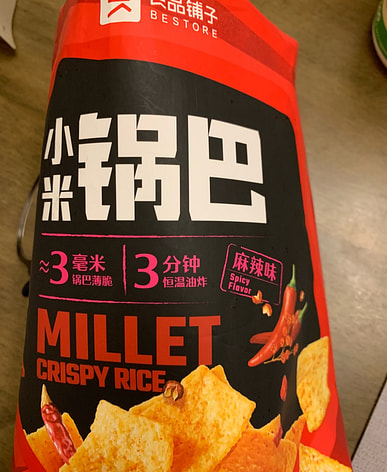 良品铺子
BESTORE
小米锅巴
≈3毫米 锅巴薄脆
3分钟 恒温油炸
麻辣味
Spicy
Flavor
MILLET
CRISPY RICE